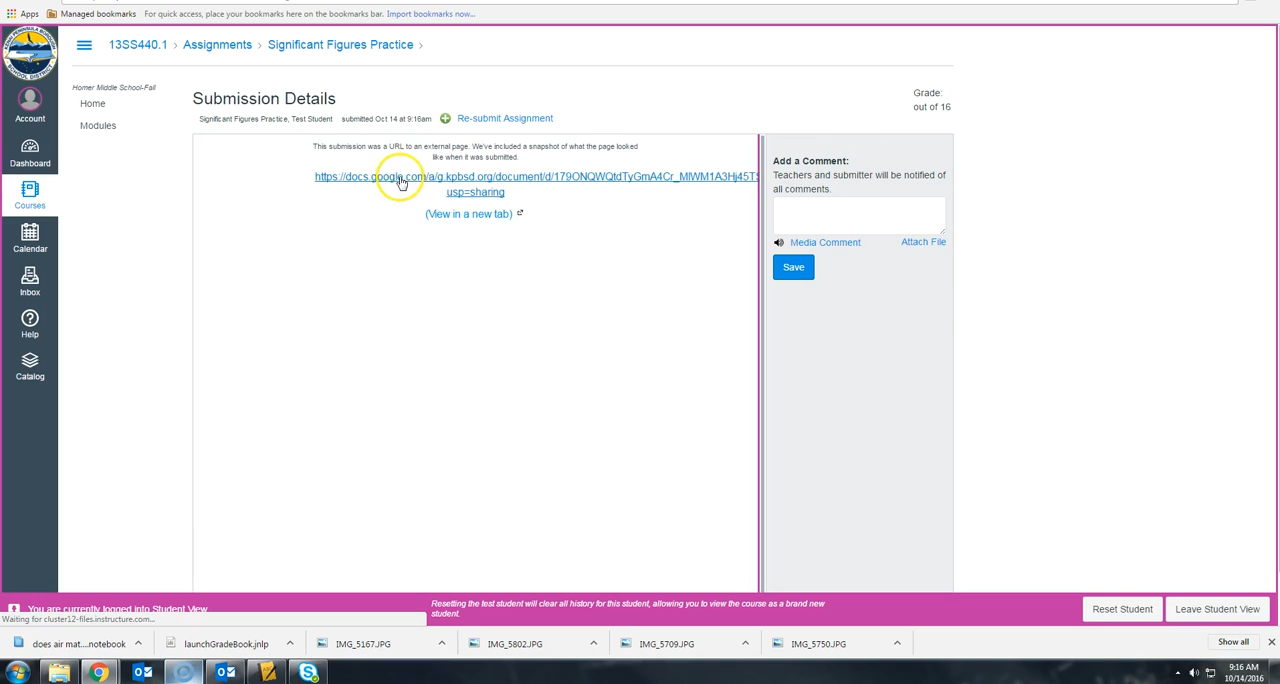 Apps
Managed bookmarks
For quick access, place your bookmarks here on the bookmarks bar. Import bookmarks now...
13SS440.1 > Assignments > Significant Figures Practice >
Homer Middle School-Fall
Home
Modules
Account
Dashboard
Courses
Calendar
Inbox
Help
Catalog
Submission Details
Significant Figures Practice, Test Student submitted Oct 14 at 9:16am Re-submit Assignment
Grade:
out of 16
This submission was a URL to an external page. We've included a snapshot of what the page looked
like when it was submitted.
https://docs.google.com/a/g.kpbsd.org/document/d/179ONQWQtdTyGmA4Cr_MlWM1A3Hj45TS
usp=sharing
(View in a new tab)
Add a Comment:
Teachers and submitter will be notified of
all comments.
Media Comment
Attach File
Save
You are currently logged into Student View
Waiting for cluster12-files.instructure.com...
Resetting the test student will clear all history for this student, allowing you to view the course as a brand new
student.
Reset Student
Leave Student View
does air mat....notebook
launchGradeBook.jnlp
IMG_5167.JPG
IMG_5802.JPG
IMG_5709.JPG
IMG_5750.JPG
Show all
9:16 AM
10/14/2016